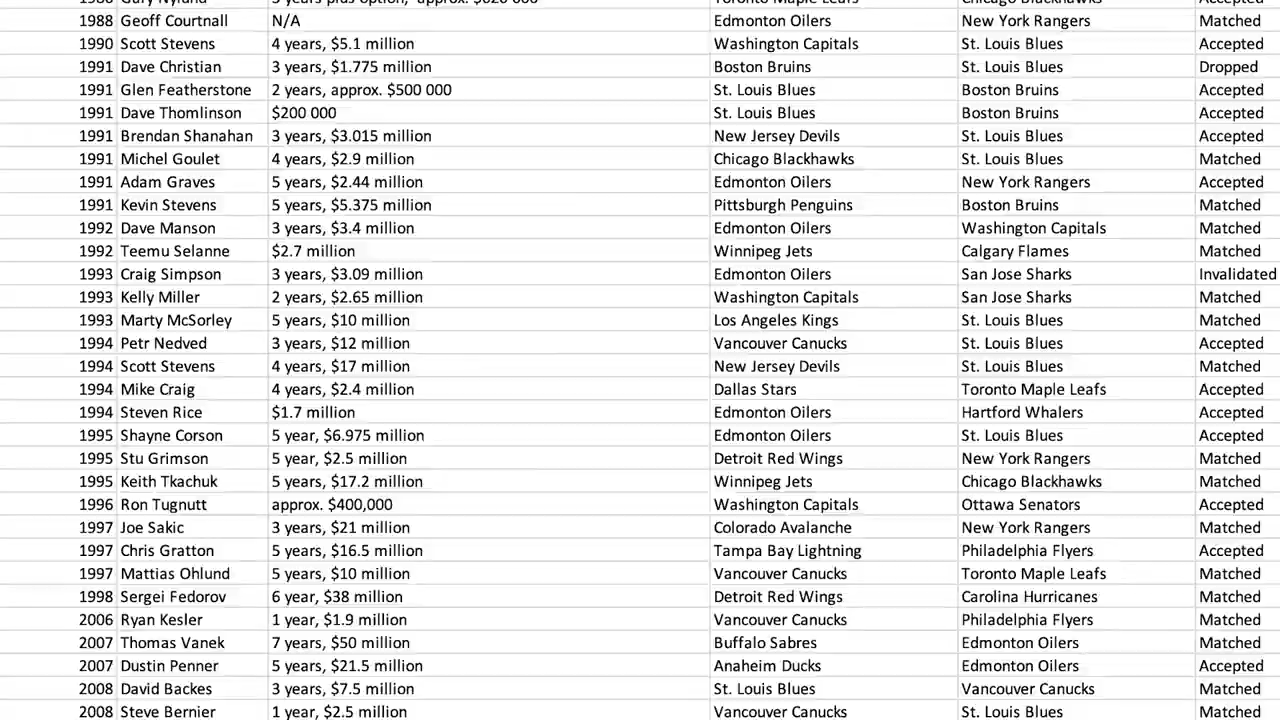 1986 Gary Nylund 3 years plus option, approx. $620 000 Toronto Maple Leafs Chicago Blackhawks Accepted
1988 Geoff Courtnall N/A Edmonton Oilers New York Rangers Matched
1990 Scott Stevens 4 years, $5.1 million Washington Capitals St. Louis Blues Accepted
1991 Dave Christian 3 years, $1.775 million Boston Bruins St. Louis Blues Dropped
1991 Glen Featherstone 2 years, approx. $500 000 St. Louis Blues Boston Bruins Accepted
1991 Dave Thomlinson $200 000 St. Louis Blues Boston Bruins Accepted
1991 Brendan Shanahan 3 years, $3.015 million New Jersey Devils St. Louis Blues Accepted
1991 Michel Goulet 4 years, $2.9 million Chicago Blackhawks St. Louis Blues Matched
1991 Adam Graves 5 years, $2.44 million Edmonton Oilers New York Rangers Accepted
1991 Kevin Stevens 5 years, $5.375 million Pittsburgh Penguins Boston Bruins Matched
1992 Dave Manson 3 years, $3.4 million Edmonton Oilers Washington Capitals Matched
1992 Teemu Selanne $2.7 million Winnipeg Jets Calgary Flames Matched
1993 Craig Simpson 3 years, $3.09 million Edmonton Oilers San Jose Sharks Invalidated
1993 Kelly Miller 2 years, $2.65 million Washington Capitals San Jose Sharks Matched
1993 Marty McSorley 5 years, $10 million Los Angeles Kings St. Louis Blues Matched
1994 Petr Nedved 3 years, $12 million Vancouver Canucks St. Louis Blues Accepted
1994 Scott Stevens 4 years, $17 million New Jersey Devils St. Louis Blues Matched
1994 Mike Craig 4 years, $2.4 million Dallas Stars Toronto Maple Leafs Accepted
1994 Steven Rice $1.7 million Edmonton Oilers Hartford Whalers Accepted
1995 Shayne Corson 5 year, $6.975 million Edmonton Oilers St. Louis Blues Accepted
1995 Stu Grimson 5 year, $2.5 million Detroit Red Wings New York Rangers Matched
1995 Keith Tkachuk 5 years, $17.2 million Winnipeg Jets Chicago Blackhawks Matched
1996 Ron Tugnutt approx. $400,000 Washington Capitals Ottawa Senators Accepted
1997 Joe Sakic 3 years, $21 million Colorado Avalanche New York Rangers Matched
1997 Chris Gratton 5 years, $16.5 million Tampa Bay Lightning Philadelphia Flyers Accepted
1997 Mattias Ohlund 5 years, $10 million Vancouver Canucks Toronto Maple Leafs Matched
1998 Sergei Fedorov 6 year, $38 million Detroit Red Wings Carolina Hurricanes Matched
2006 Ryan Kesler 1 year, $1.9 million Vancouver Canucks Philadelphia Flyers Matched
2007 Thomas Vanek 7 years, $50 million Buffalo Sabres Edmonton Oilers Matched
2007 Dustin Penner 5 years, $21.5 million Anaheim Ducks Edmonton Oilers Accepted
2008 David Backes 3 years, $7.5 million St. Louis Blues Vancouver Canucks Matched
2008 Steve Bernier 1 year, $2.5 million Vancouver Canucks St. Louis Blues Matched